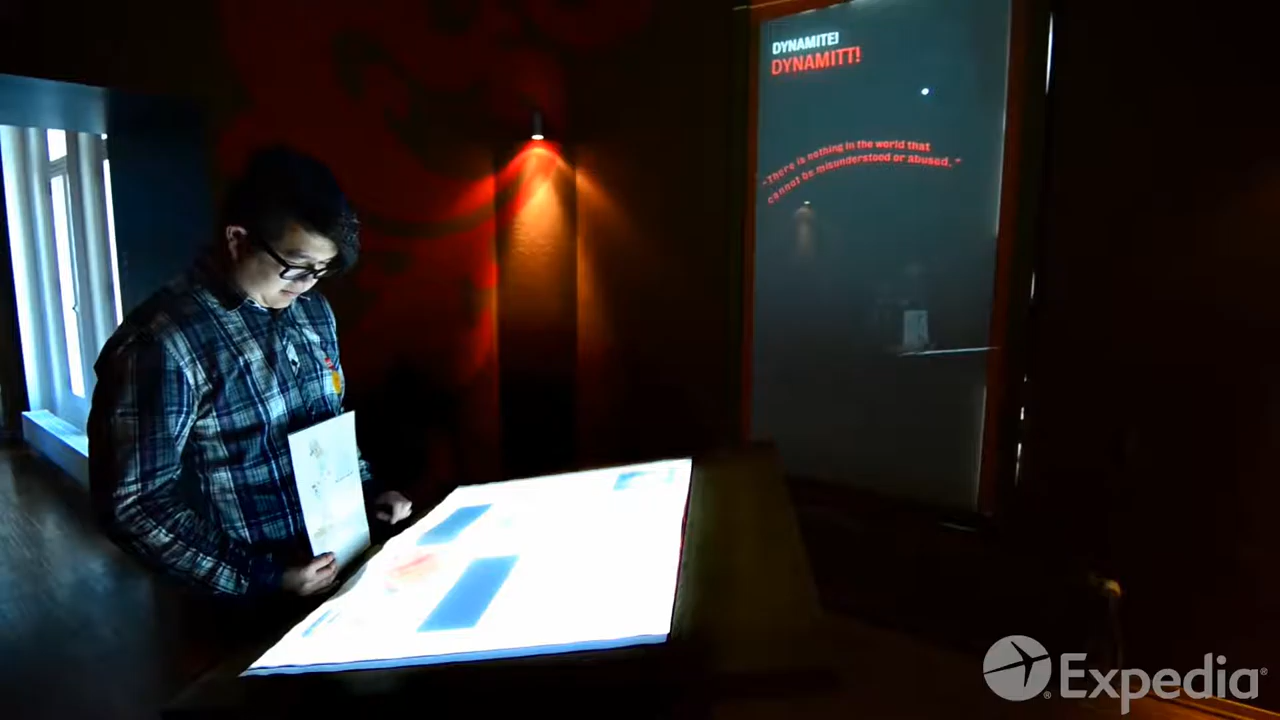 DYNAMITE!
DYNAMITT!
"There is nothing in the world that
cannot be misunderstood or abused."
Expedia®